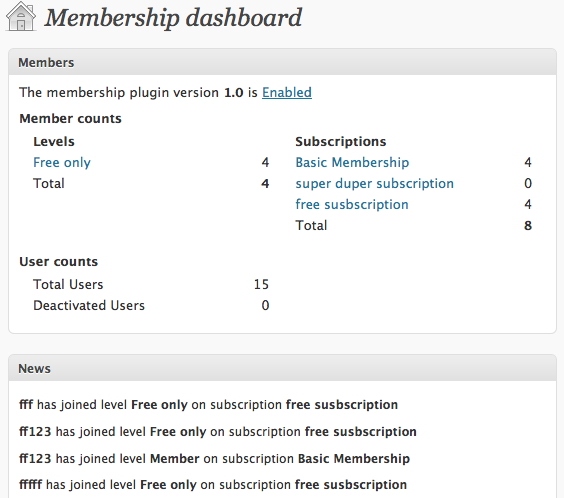 Membership dashboard
Members
The membership plugin version 1.0 is Enabled
Member counts
Levels
Free only 4
Total 4
Subscriptions
Basic Membership 4
super duper subscription 0
free susbscription 4
Total 8
User counts
Total Users 15
Deactivated Users 0
News
fff has joined level Free only on subscription free susbscription
ff123 has joined level Free only on subscription free susbscription
ff123 has joined level Member on subscription Basic Membership
fffff has joined level Free only on subscription free susbscription